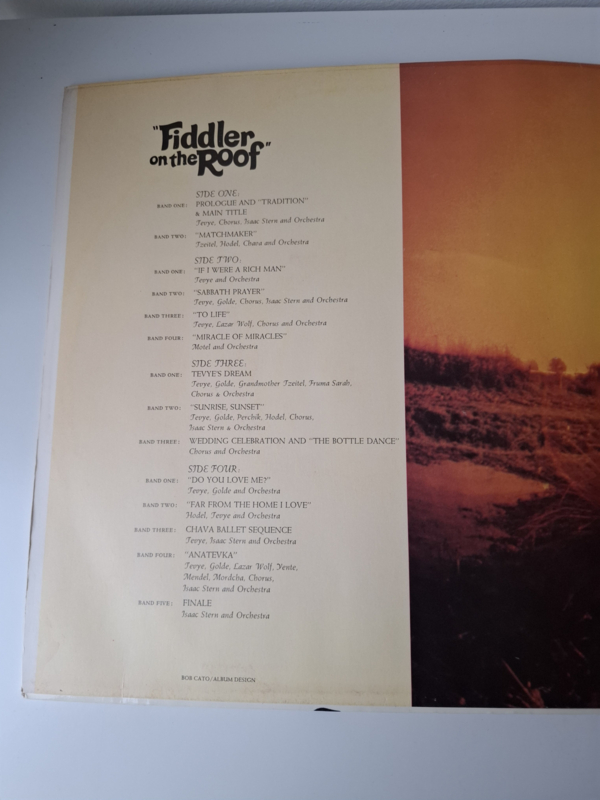 "Fiddler
on the Roof"
SIDE ONE:
BAND ONE: PROLOGUE AND "TRADITION"
& MAIN TITLE
Tevye, Chorus, Isaac Stern and Orchestra
BAND TWO: "MATCHMAKER"
Tzeitel, Hodel, Chava and Orchestra
SIDE TWO:
BAND ONE: "IF I WERE A RICH MAN"
Tevye and Orchestra
BAND TWO: "SABBATH PRAYER"
Tevye, Golde, Chorus, Isaac Stern and Orchestra
BAND THREE: "TO LIFE"
Tevye, Lazar Wolf, Chorus and Orchestra
BAND FOUR: "MIRACLE OF MIRACLES"
Motel and Orchestra
SIDE THREE:
BAND ONE: TEVYE'S DREAM
Tevye, Golde, Grandmother Tzeitel, Fruma Sarah,
Chorus & Orchestra
BAND TWO: "SUNRISE, SUNSET"
Tevye, Golde, Perchik, Hodel, Chorus,
Isaac Stern & Orchestra
BAND THREE: WEDDING CELEBRATION AND "THE BOTTLE DANCE"
Chorus and Orchestra
SIDE FOUR:
BAND ONE: "DO YOU LOVE ME?"
Tevye, Golde and Orchestra
BAND TWO: "FAR FROM THE HOME I LOVE"
Hodel, Tevye and Orchestra
BAND THREE: CHAVA BALLET SEQUENCE
Tevye, Isaac Stern and Orchestra
BAND FOUR: "ANATEVKA"
Tevye, Golde, Lazar Wolf, Yente,
Mendel, Mordcha, Chorus,
Isaac Stern and Orchestra
BAND FIVE: FINALE
Isaac Stern and Orchestra
BOB CATO/ALBUM DESIGN